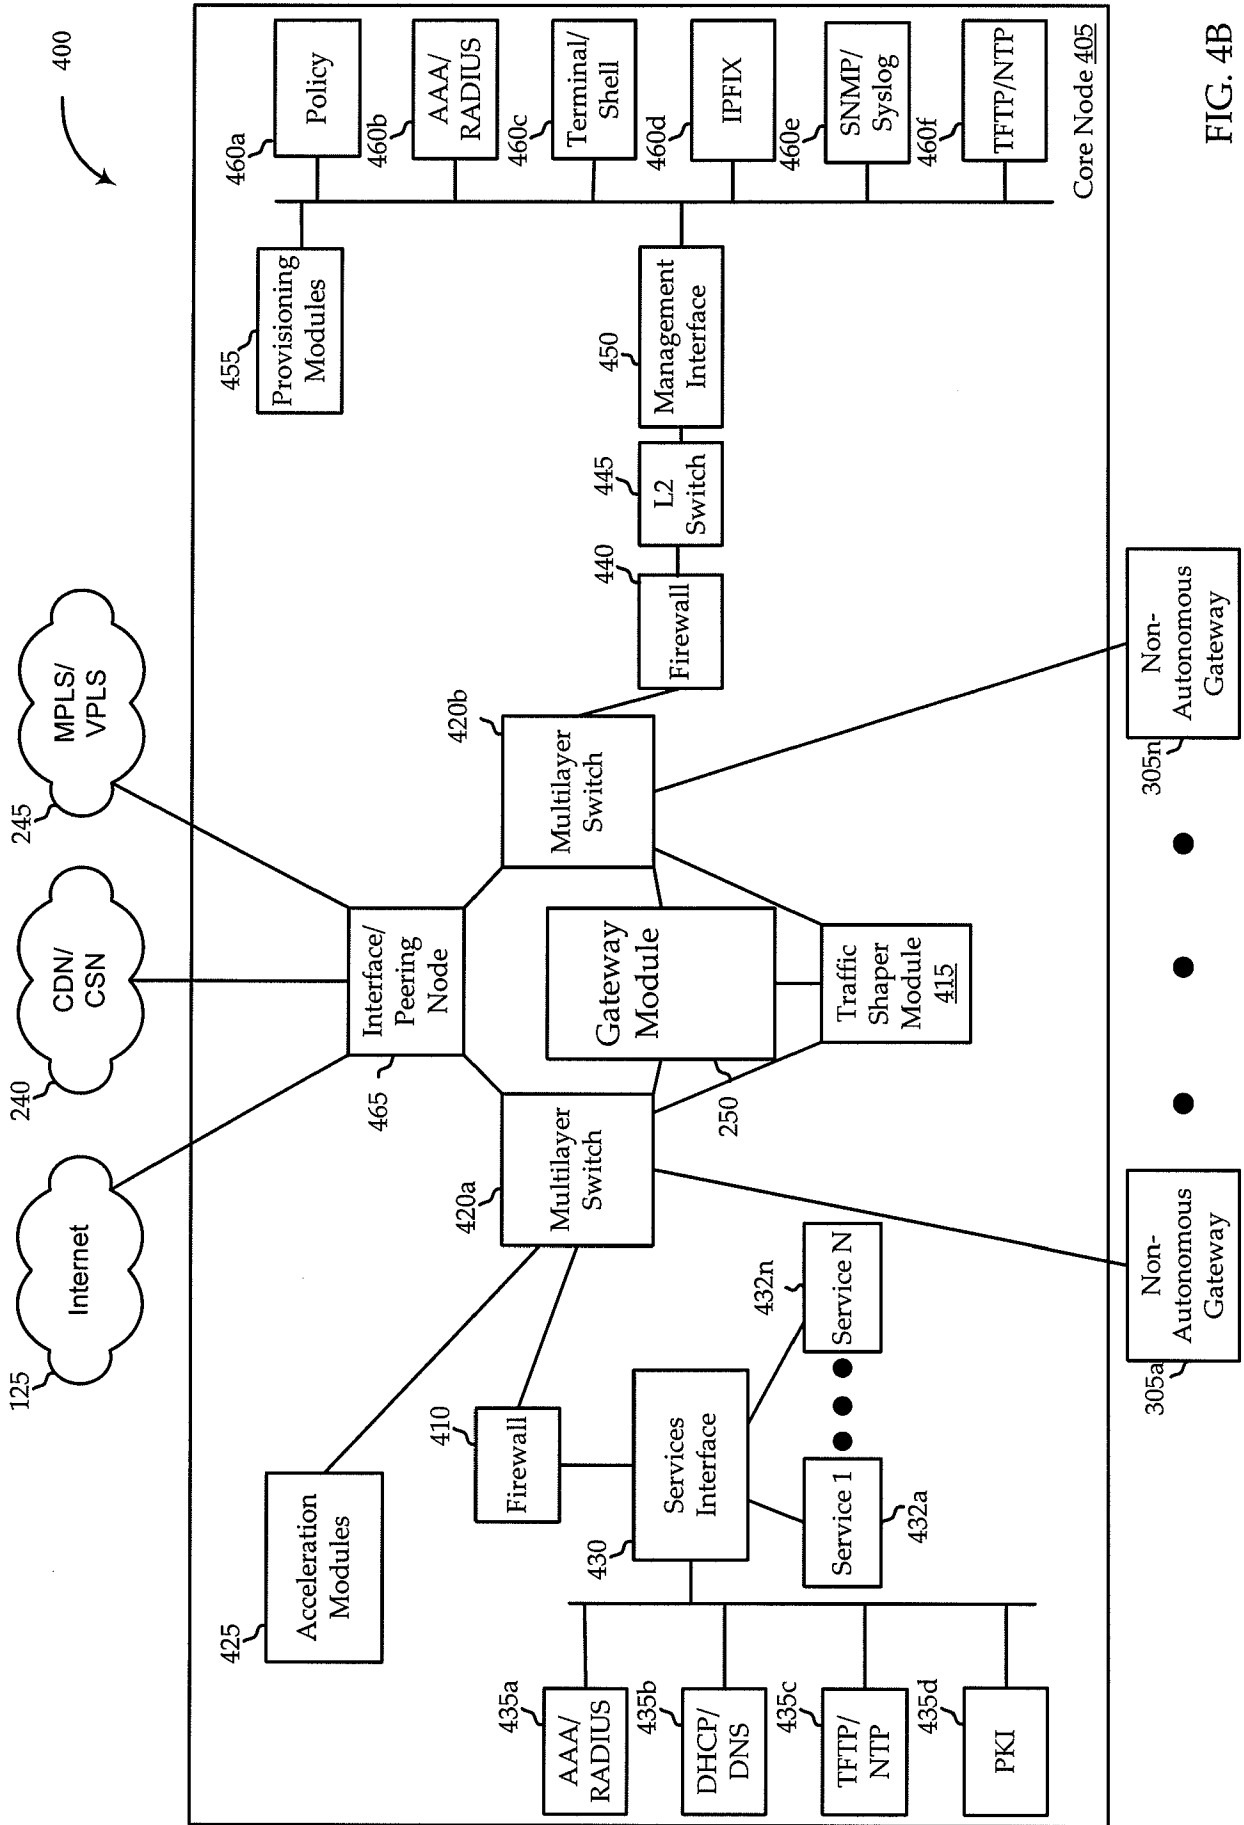 400
125
Internet
240
CDN/
CSN
245
MPLS/
VPLS
425
Acceleration
Modules
465
Interface/
Peering
Node
455
Provisioning
Modules
460a
Policy
460b
AAA/
RADIUS
460c
Terminal/
Shell
460d
IPFIX
460e
SNMP/
Syslog
460f
TFTP/NTP
410
Firewall
420a
Multilayer
Switch
420b
Multilayer
Switch
Gateway
Module
250
440
Firewall
445
L2
Switch
450
Management
Interface
430
Services
Interface
435a
AAA/
RADIUS
435b
DHCP/
DNS
435c
TFTP/
NTP
435d
PKI
Service 1
432a
432n
Service N
Traffic
Shaper
Module
415
Core Node 405
305a
Non-
Autonomous
Gateway
305n
Non-
Autonomous
Gateway
FIG. 4B